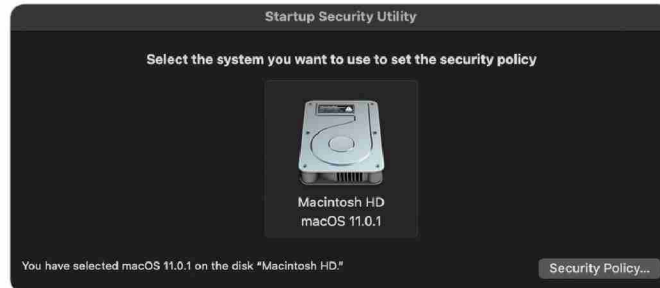 Startup Security Utility
Select the system you want to use to set the security policy
Macintosh HD
macOS 11.0.1
You have selected macOS 11.0.1 on the disk “Macintosh HD.”
Security Policy...